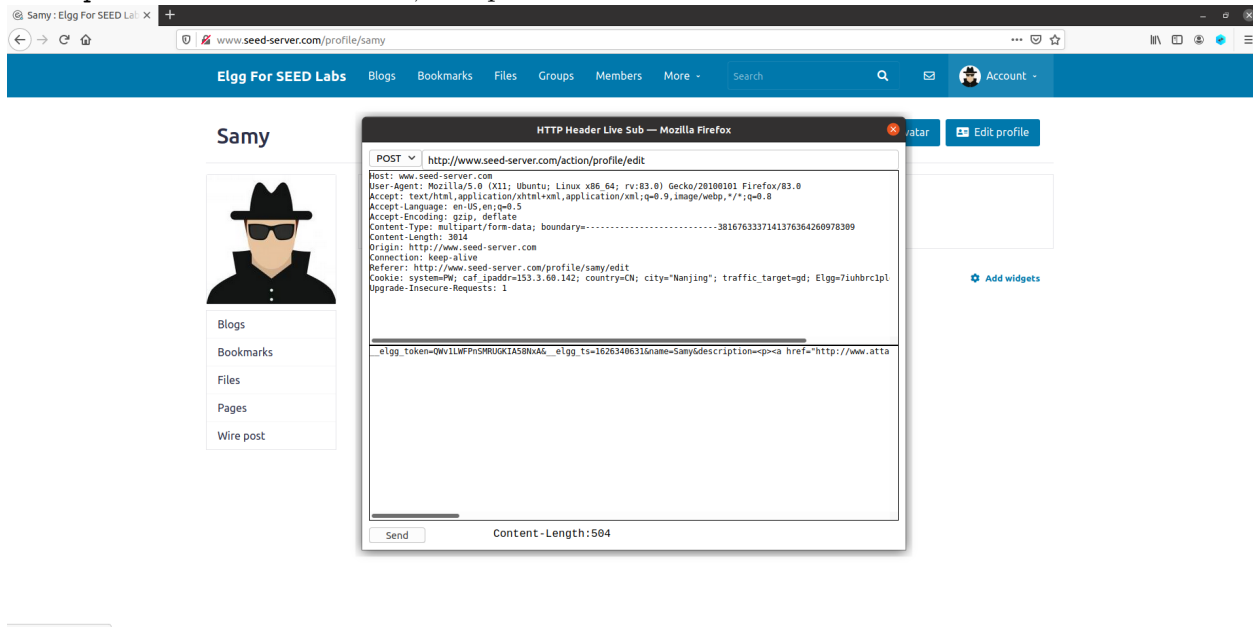 Samy : Elgg For SEED Lab
www.seed-server.com/profile/samy
Elgg For SEED Labs Blogs Bookmarks Files Groups Members More Search Account
Samy
vatar Edit profile
HTTP Header Live Sub — Mozilla Firefox
POST http://www.seed-server.com/action/profile/edit
Host: www.seed-server.com
User-Agent: Mozilla/5.0 (X11; Ubuntu; Linux x86_64; rv:83.0) Gecko/20100101 Firefox/83.0
Accept: text/html,application/xhtml+xml,application/xml;q=0.9,image/webp,*/*;q=0.8
Accept-Language: en-US,en;q=0.5
Accept-Encoding: gzip, deflate
Content-Type: multipart/form-data; boundary=---------------------------3816763337141376364260978309
Content-Length: 3014
Origin: http://www.seed-server.com
Connection: keep-alive
Referer: http://www.seed-server.com/profile/samy/edit
Cookie: system=PW; caf_ipaddr=153.3.60.142; country=CN; city="Nanjing"; traffic_target=gd; Elgg=7iuhbrc1pl
Upgrade-Insecure-Requests: 1
Add widgets
Blogs
Bookmarks
Files
Pages
Wire post
__elgg_token=QWv1LWFPnSMRUGKIA58NxA&__elgg_ts=1626340631&name=Samy&description=<p><a href="http://www.atta
Send Content-Length:504